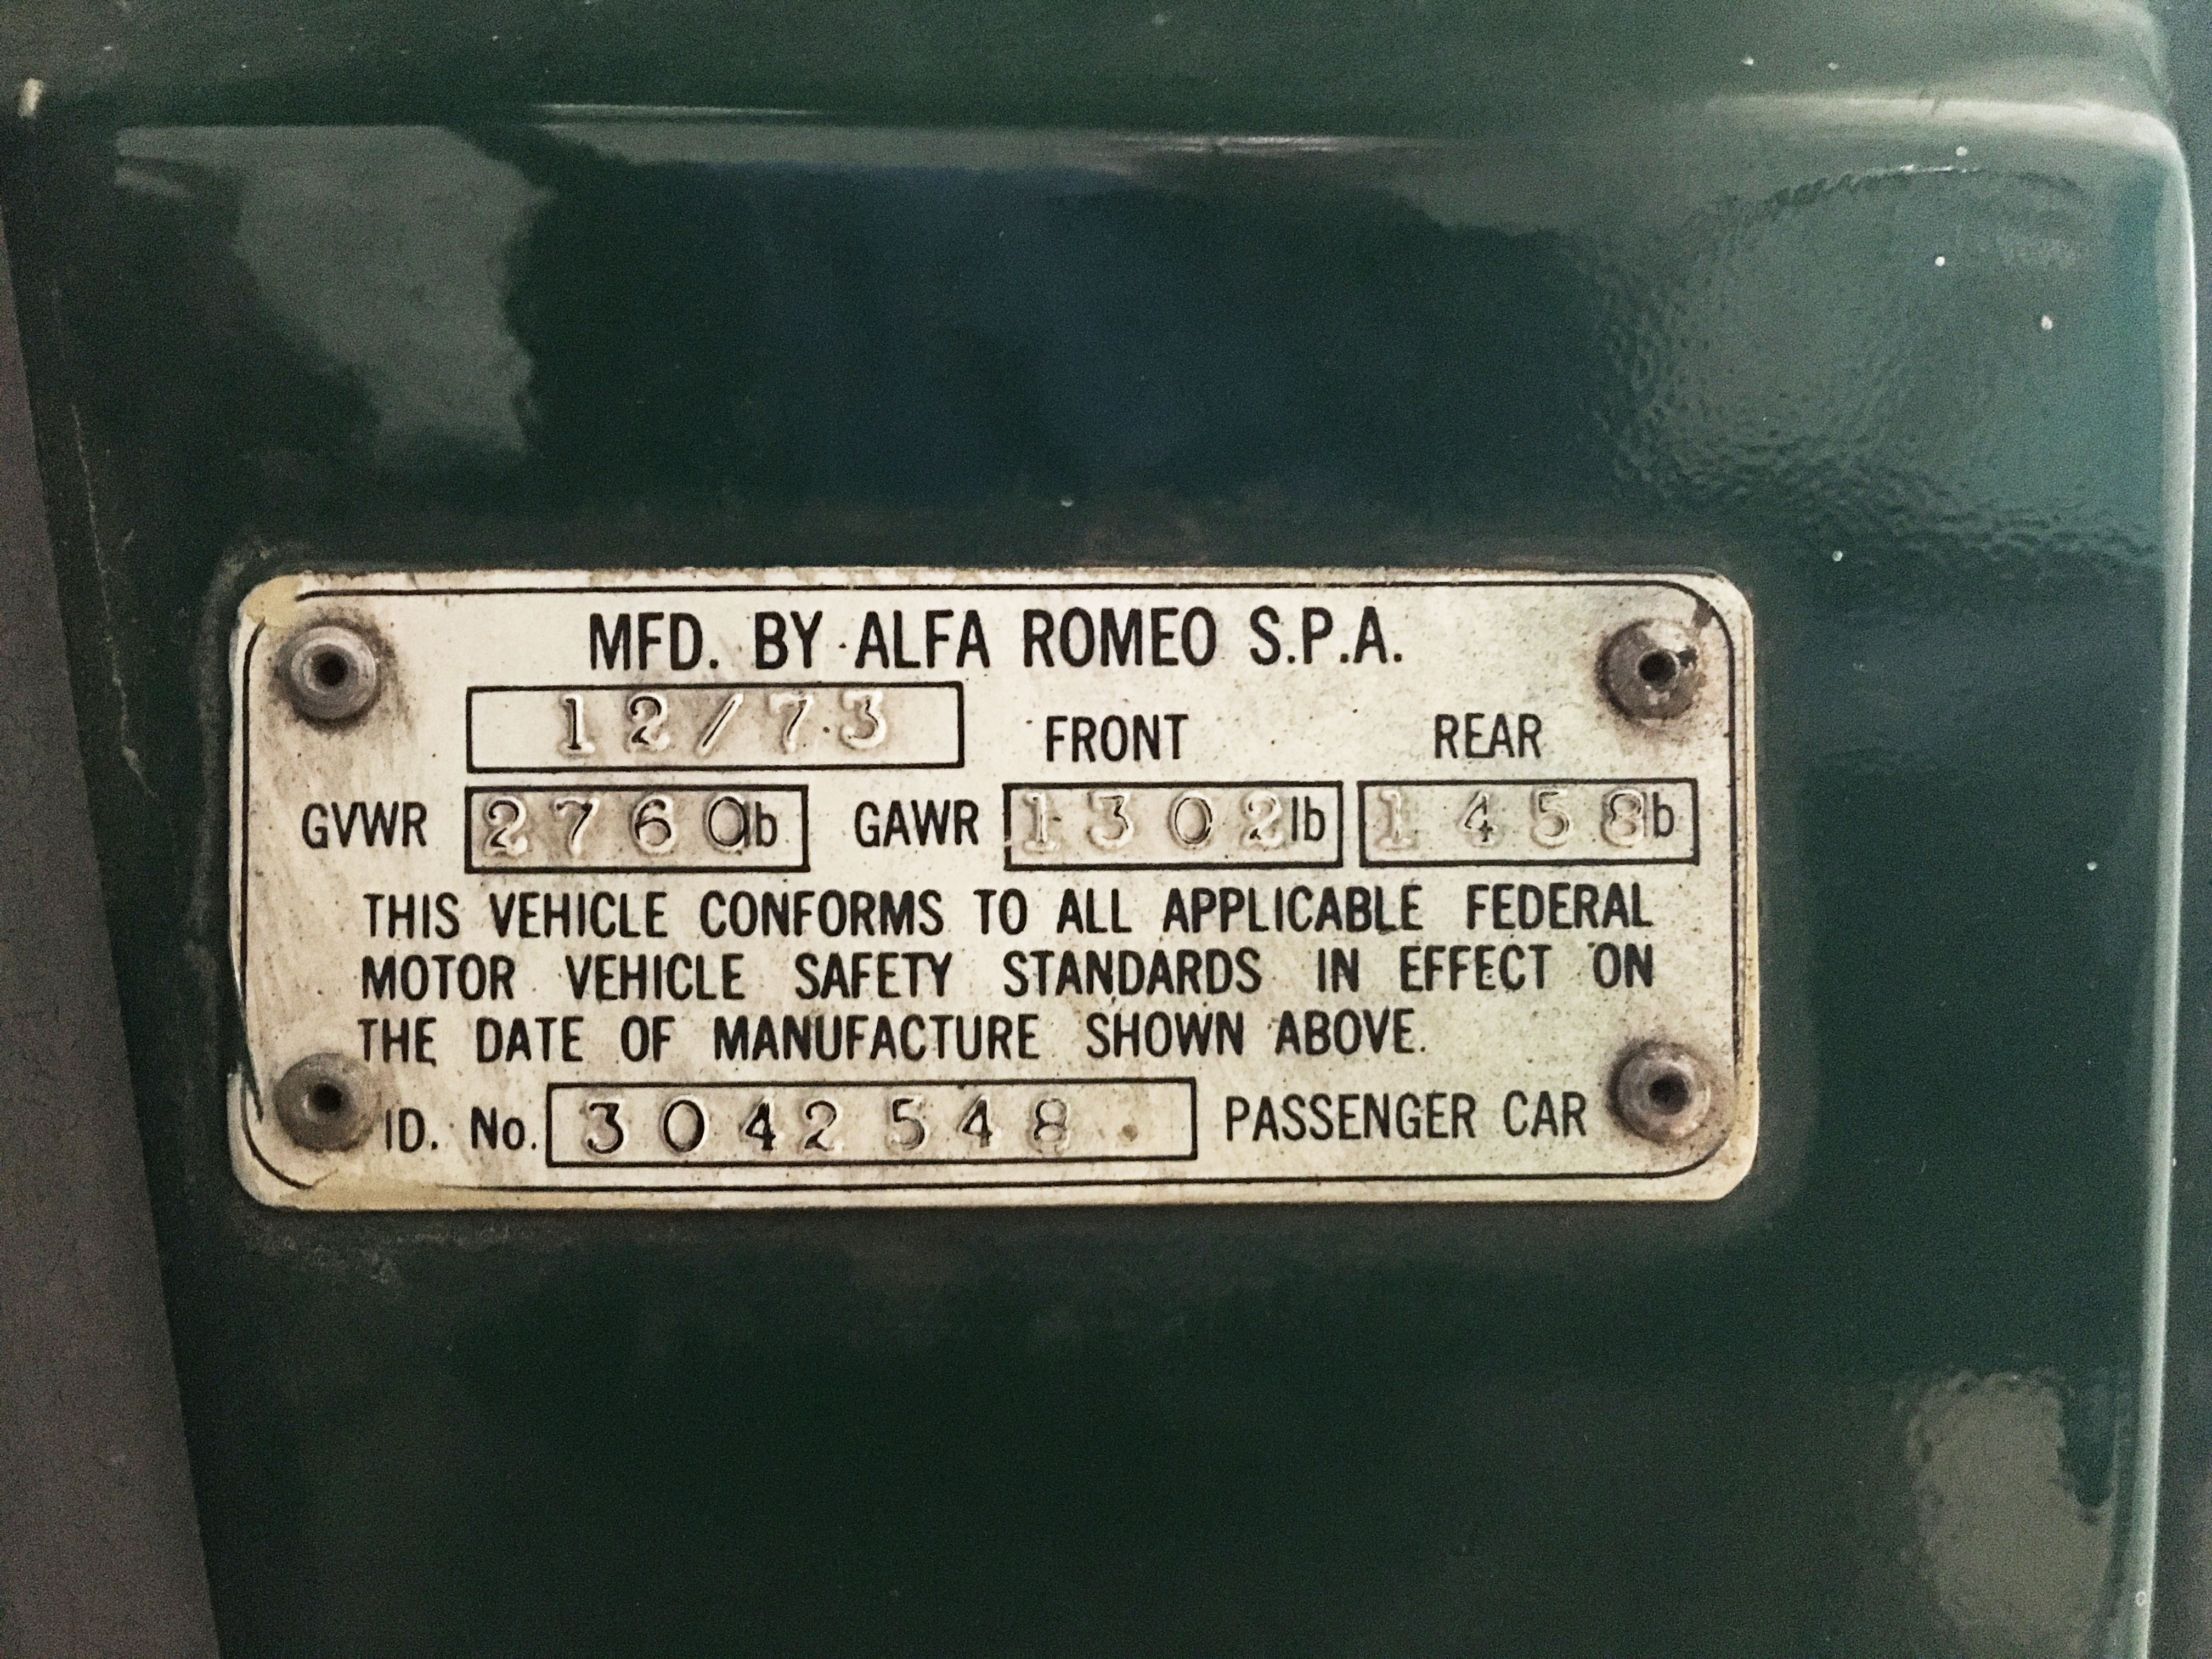 MFD. BY ALFA ROMEO S.P.A.
12/73 FRONT REAR
GVWR 2760lb GAWR 1302lb 1458lb
THIS VEHICLE CONFORMS TO ALL APPLICABLE FEDERAL
MOTOR VEHICLE SAFETY STANDARDS IN EFFECT ON
THE DATE OF MANUFACTURE SHOWN ABOVE.
ID. No. 3042548 PASSENGER CAR